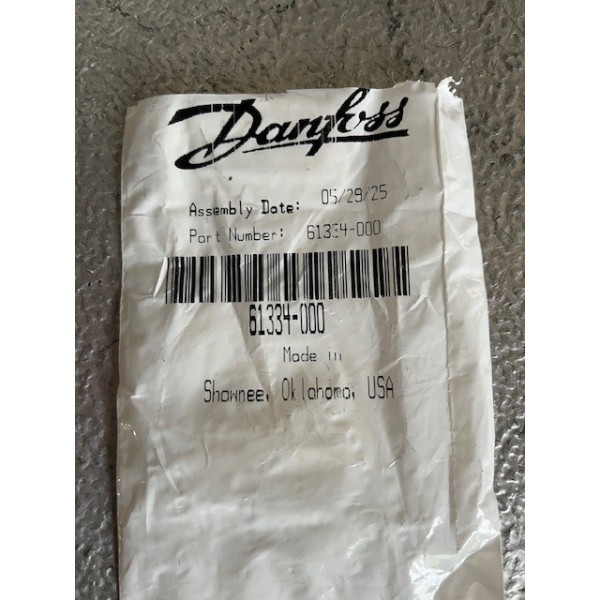 Danfoss
Assembly Date: 05/29/25
Part Number: 61334-000
61334-000
Made in
Shawnee, Oklahoma, USA